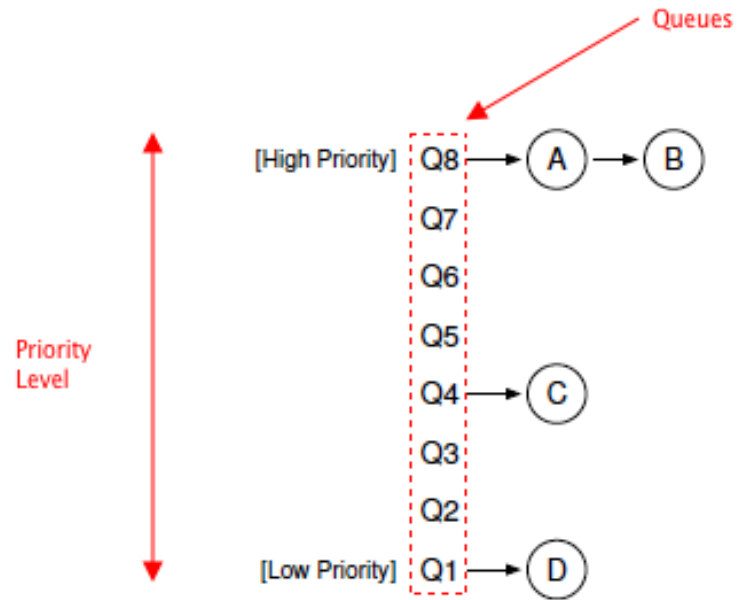 Queues
[High Priority] Q8 A B
Q7
Q6
Q5
Priority
Level
Q4 C
Q3
Q2
[Low Priority] Q1 D